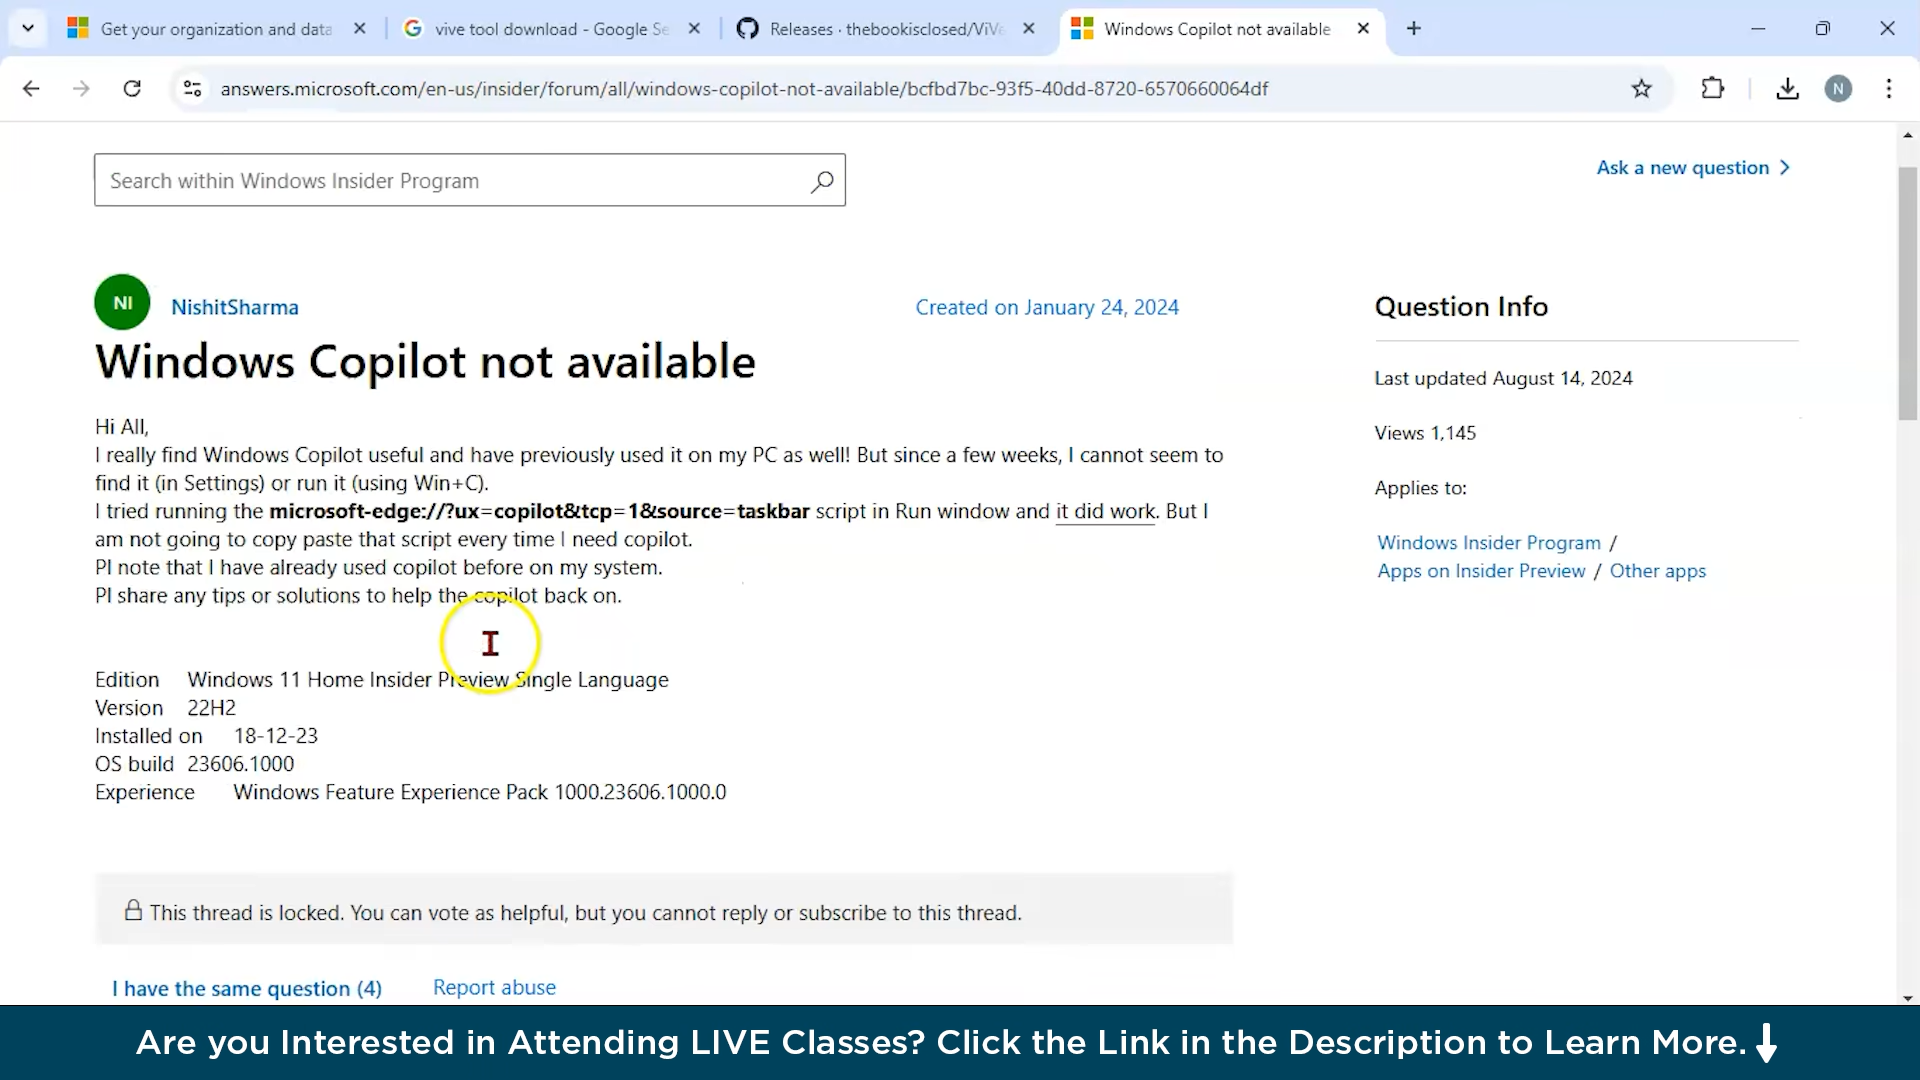 Get your organization and data
vive tool download - Google Se
Releases · thebookisclosed/ViVe
Windows Copilot not available
answers.microsoft.com/en-us/insider/forum/all/windows-copilot-not-available/bcfbd7bc-93f5-40dd-8720-6570660064df
N
Search within Windows Insider Program
Ask a new question
NI
NishitSharma
Created on January 24, 2024
Windows Copilot not available
Hi All,
I really find Windows Copilot useful and have previously used it on my PC as well! But since a few weeks, I cannot seem to
find it (in Settings) or run it (using Win+C).
I tried running the microsoft-edge://?ux=copilot&tcp=1&source=taskbar script in Run window and it did work. But I
am not going to copy paste that script every time I need copilot.
Pl note that I have already used copilot before on my system.
Pl share any tips or solutions to help the copilot back on.
Edition Windows 11 Home Insider Preview Single Language
Version 22H2
Installed on 18-12-23
OS build 23606.1000
Experience Windows Feature Experience Pack 1000.23606.1000.0
This thread is locked. You can vote as helpful, but you cannot reply or subscribe to this thread.
I have the same question (4)
Report abuse
Question Info
Last updated August 14, 2024
Views 1,145
Applies to:
Windows Insider Program /
Apps on Insider Preview / Other apps
Are you Interested in Attending LIVE Classes? Click the Link in the Description to Learn More.